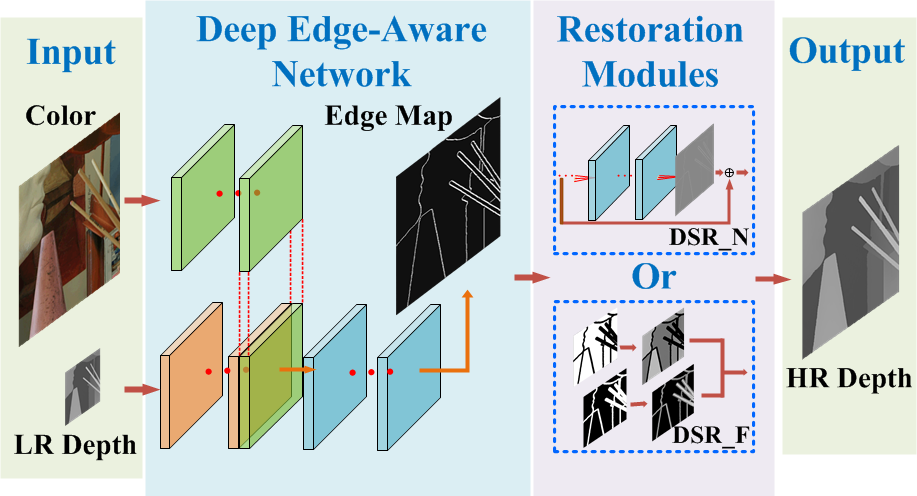 Input
Color
LR Depth
Deep Edge-Aware
Network
Edge Map
Restoration
Modules
DSR_N
Or
DSR_F
Output
HR Depth